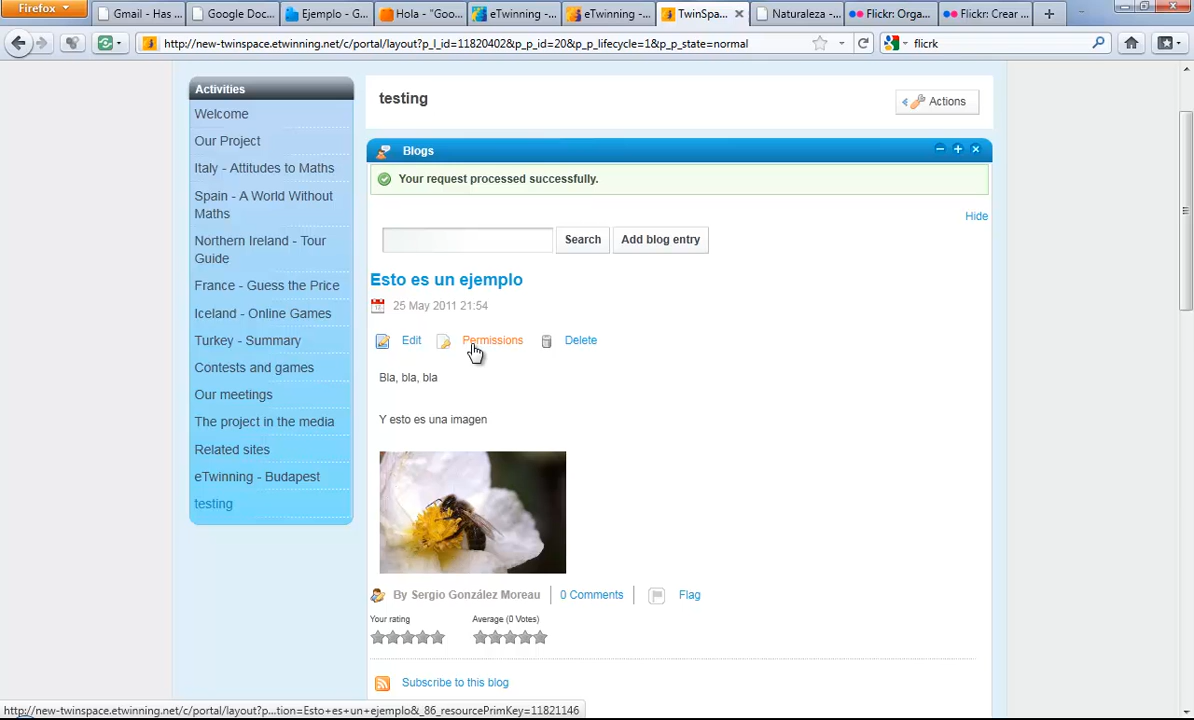 Firefox
Gmail - Has ...
Google Doc...
Ejemplo - G...
Hola - "Goo...
eTwinning -...
eTwinning -...
TwinSpa...
Naturaleza -...
Flickr: Orga...
Flickr: Crear ...
http://new-twinspace.etwinning.net/c/portal/layout?p_l_id=11820402&p_p_id=20&p_p_lifecycle=1&p_p_state=normal
flicrk
Activities
Welcome
Our Project
Italy - Attitudes to Maths
Spain - A World Without
Maths
Northern Ireland - Tour
Guide
France - Guess the Price
Iceland - Online Games
Turkey - Summary
Contests and games
Our meetings
The project in the media
Related sites
eTwinning - Budapest
testing
testing
Actions
Blogs
Your request processed successfully.
Hide
Search
Add blog entry
Esto es un ejemplo
25 May 2011 21:54
Edit
Permissions
Delete
Bla, bla, bla
Y esto es una imagen
By Sergio González Moreau
0 Comments
Flag
Your rating
Average (0 Votes)
Subscribe to this blog
http://new-twinspace.etwinning.net/c/portal/layout?p...tion=Esto+es+un+ejemplo&_86_resourcePrimKey=11821146